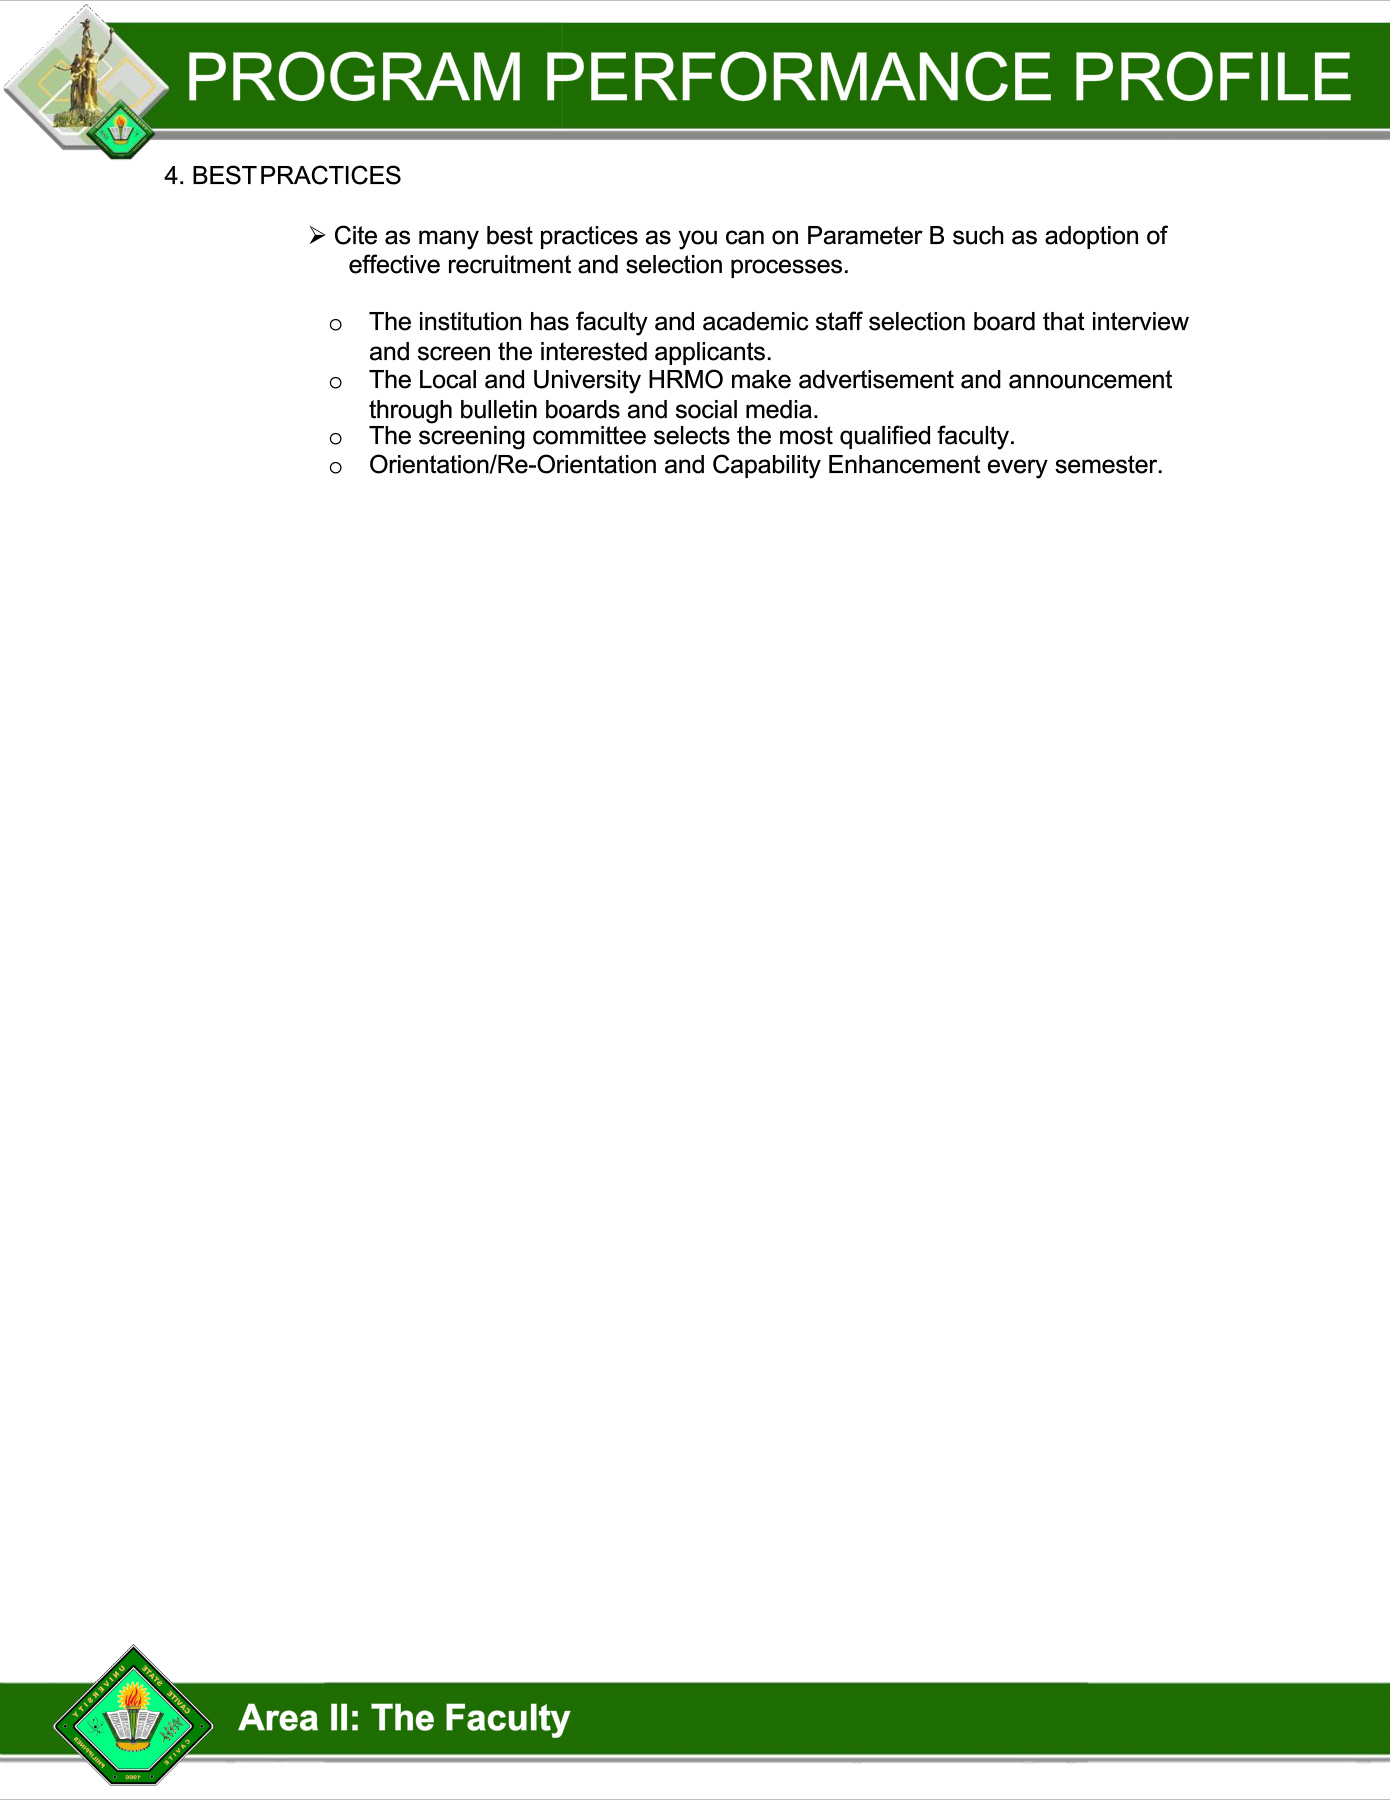 PROGRAM PERFORMANCE PROFILE
4. BEST PRACTICES
➢ Cite as many best practices as you can on Parameter B such as adoption of
effective recruitment and selection processes.
o The institution has faculty and academic staff selection board that interview
and screen the interested applicants.
o The Local and University HRMO make advertisement and announcement
through bulletin boards and social media.
o The screening committee selects the most qualified faculty.
o Orientation/Re-Orientation and Capability Enhancement every semester.
CAVITE STATE UNIVERSITY
CAVITE
PHILIPPINES
1906
Area II: The Faculty